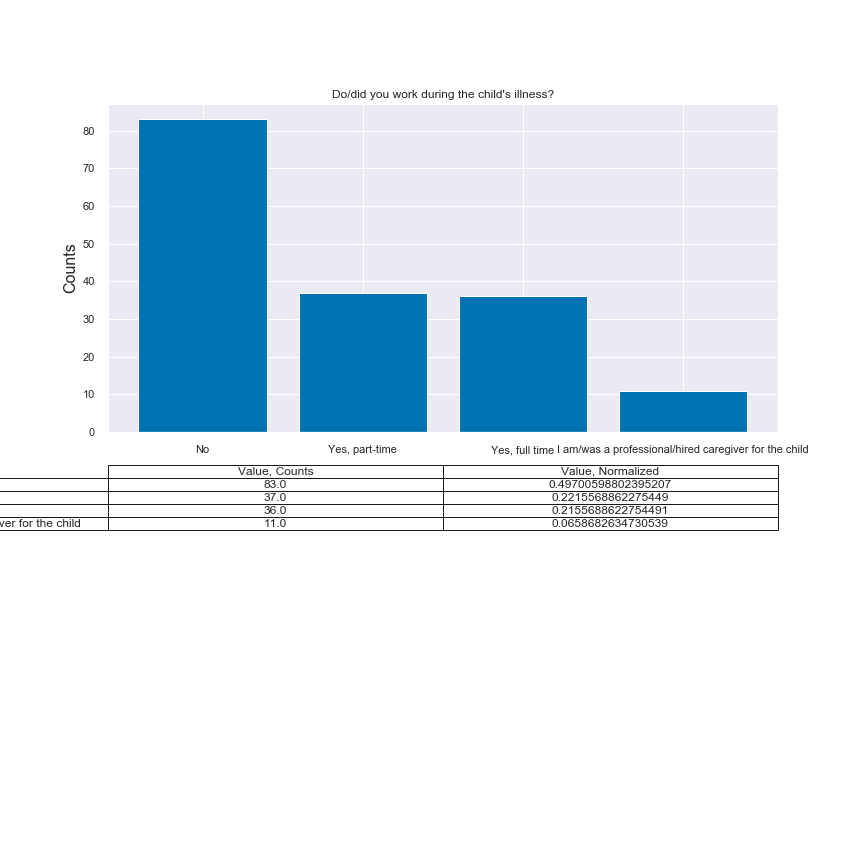 Do/did you work during the child's illness?
80
70
60
50
40
30
20
10
0
Counts
No Yes, part-time Yes, full time I am/was a professional/hired caregiver for the child
Value, Counts Value, Normalized
83.0 0.49700598802395207
37.0 0.2215568862275449
36.0 0.2155688622754491
ver for the child 11.0 0.0658682634730539